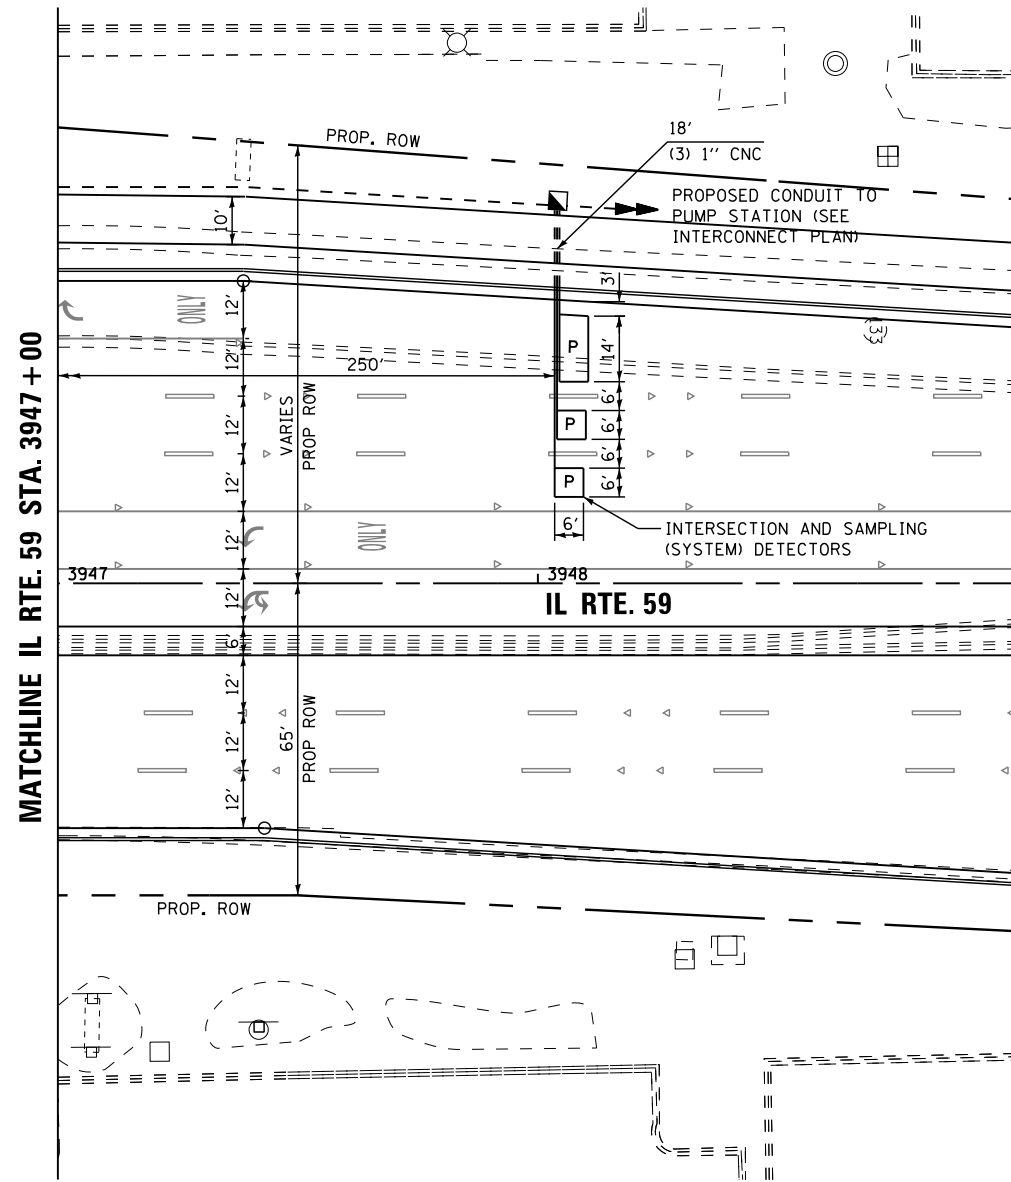 PROP. ROW
18'
(3) 1'' CNC
PROPOSED CONDUIT TO
PUMP STATION (SEE
INTERCONNECT PLAN)
10'
3'
12'
ONLY
(33
MATCHLINE IL RTE. 59 STA. 3947 + 00
12'
250'
P
14'
6'
12'
VARIES
PROP ROW
P
6'
6'
12'
P
6'
6'
12'
ONLY
INTERSECTION AND SAMPLING
(SYSTEM) DETECTORS
3947
3948
12'
IL RTE. 59
6'
12'
65'
PROP ROW
12'
12'
PROP. ROW